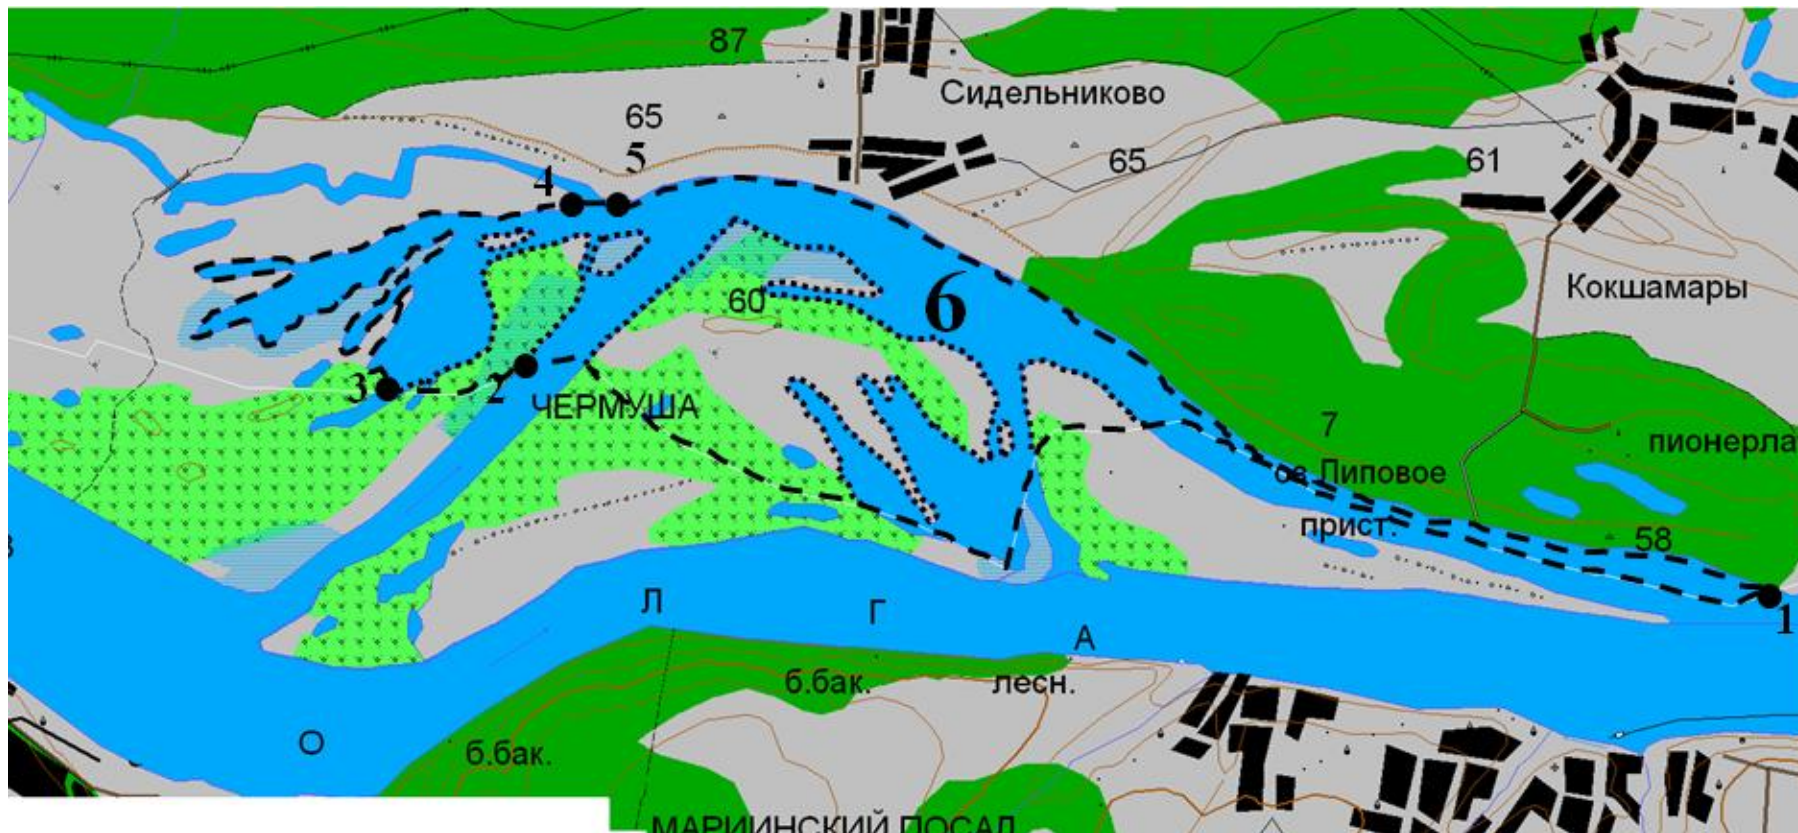 87
Сидельниково
65
5
65
61
4
Кокшамары
60
6
3
2
ЧЕРМУША
7
пионерла
оз Липовое
прист.
58
Л
Г
А
1
б.бак.
лесн.
О
б.бак.
МАРИИНСКИЙ ПОСАД